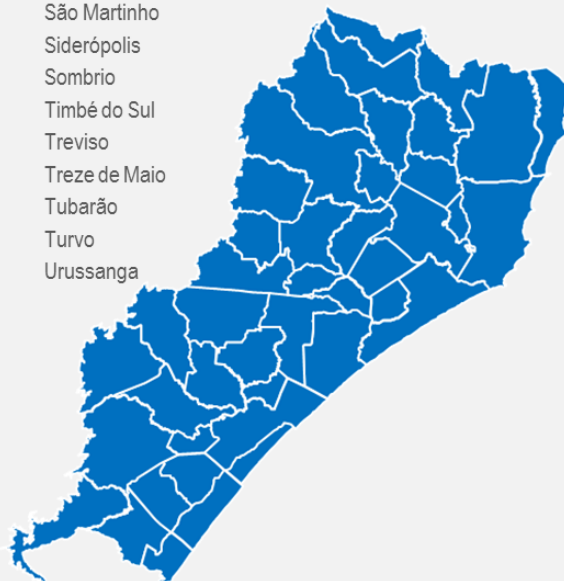 São Martinho
Siderópolis
Sombrio
Timbé do Sul
Treviso
Treze de Maio
Tubarão
Turvo
Urussanga